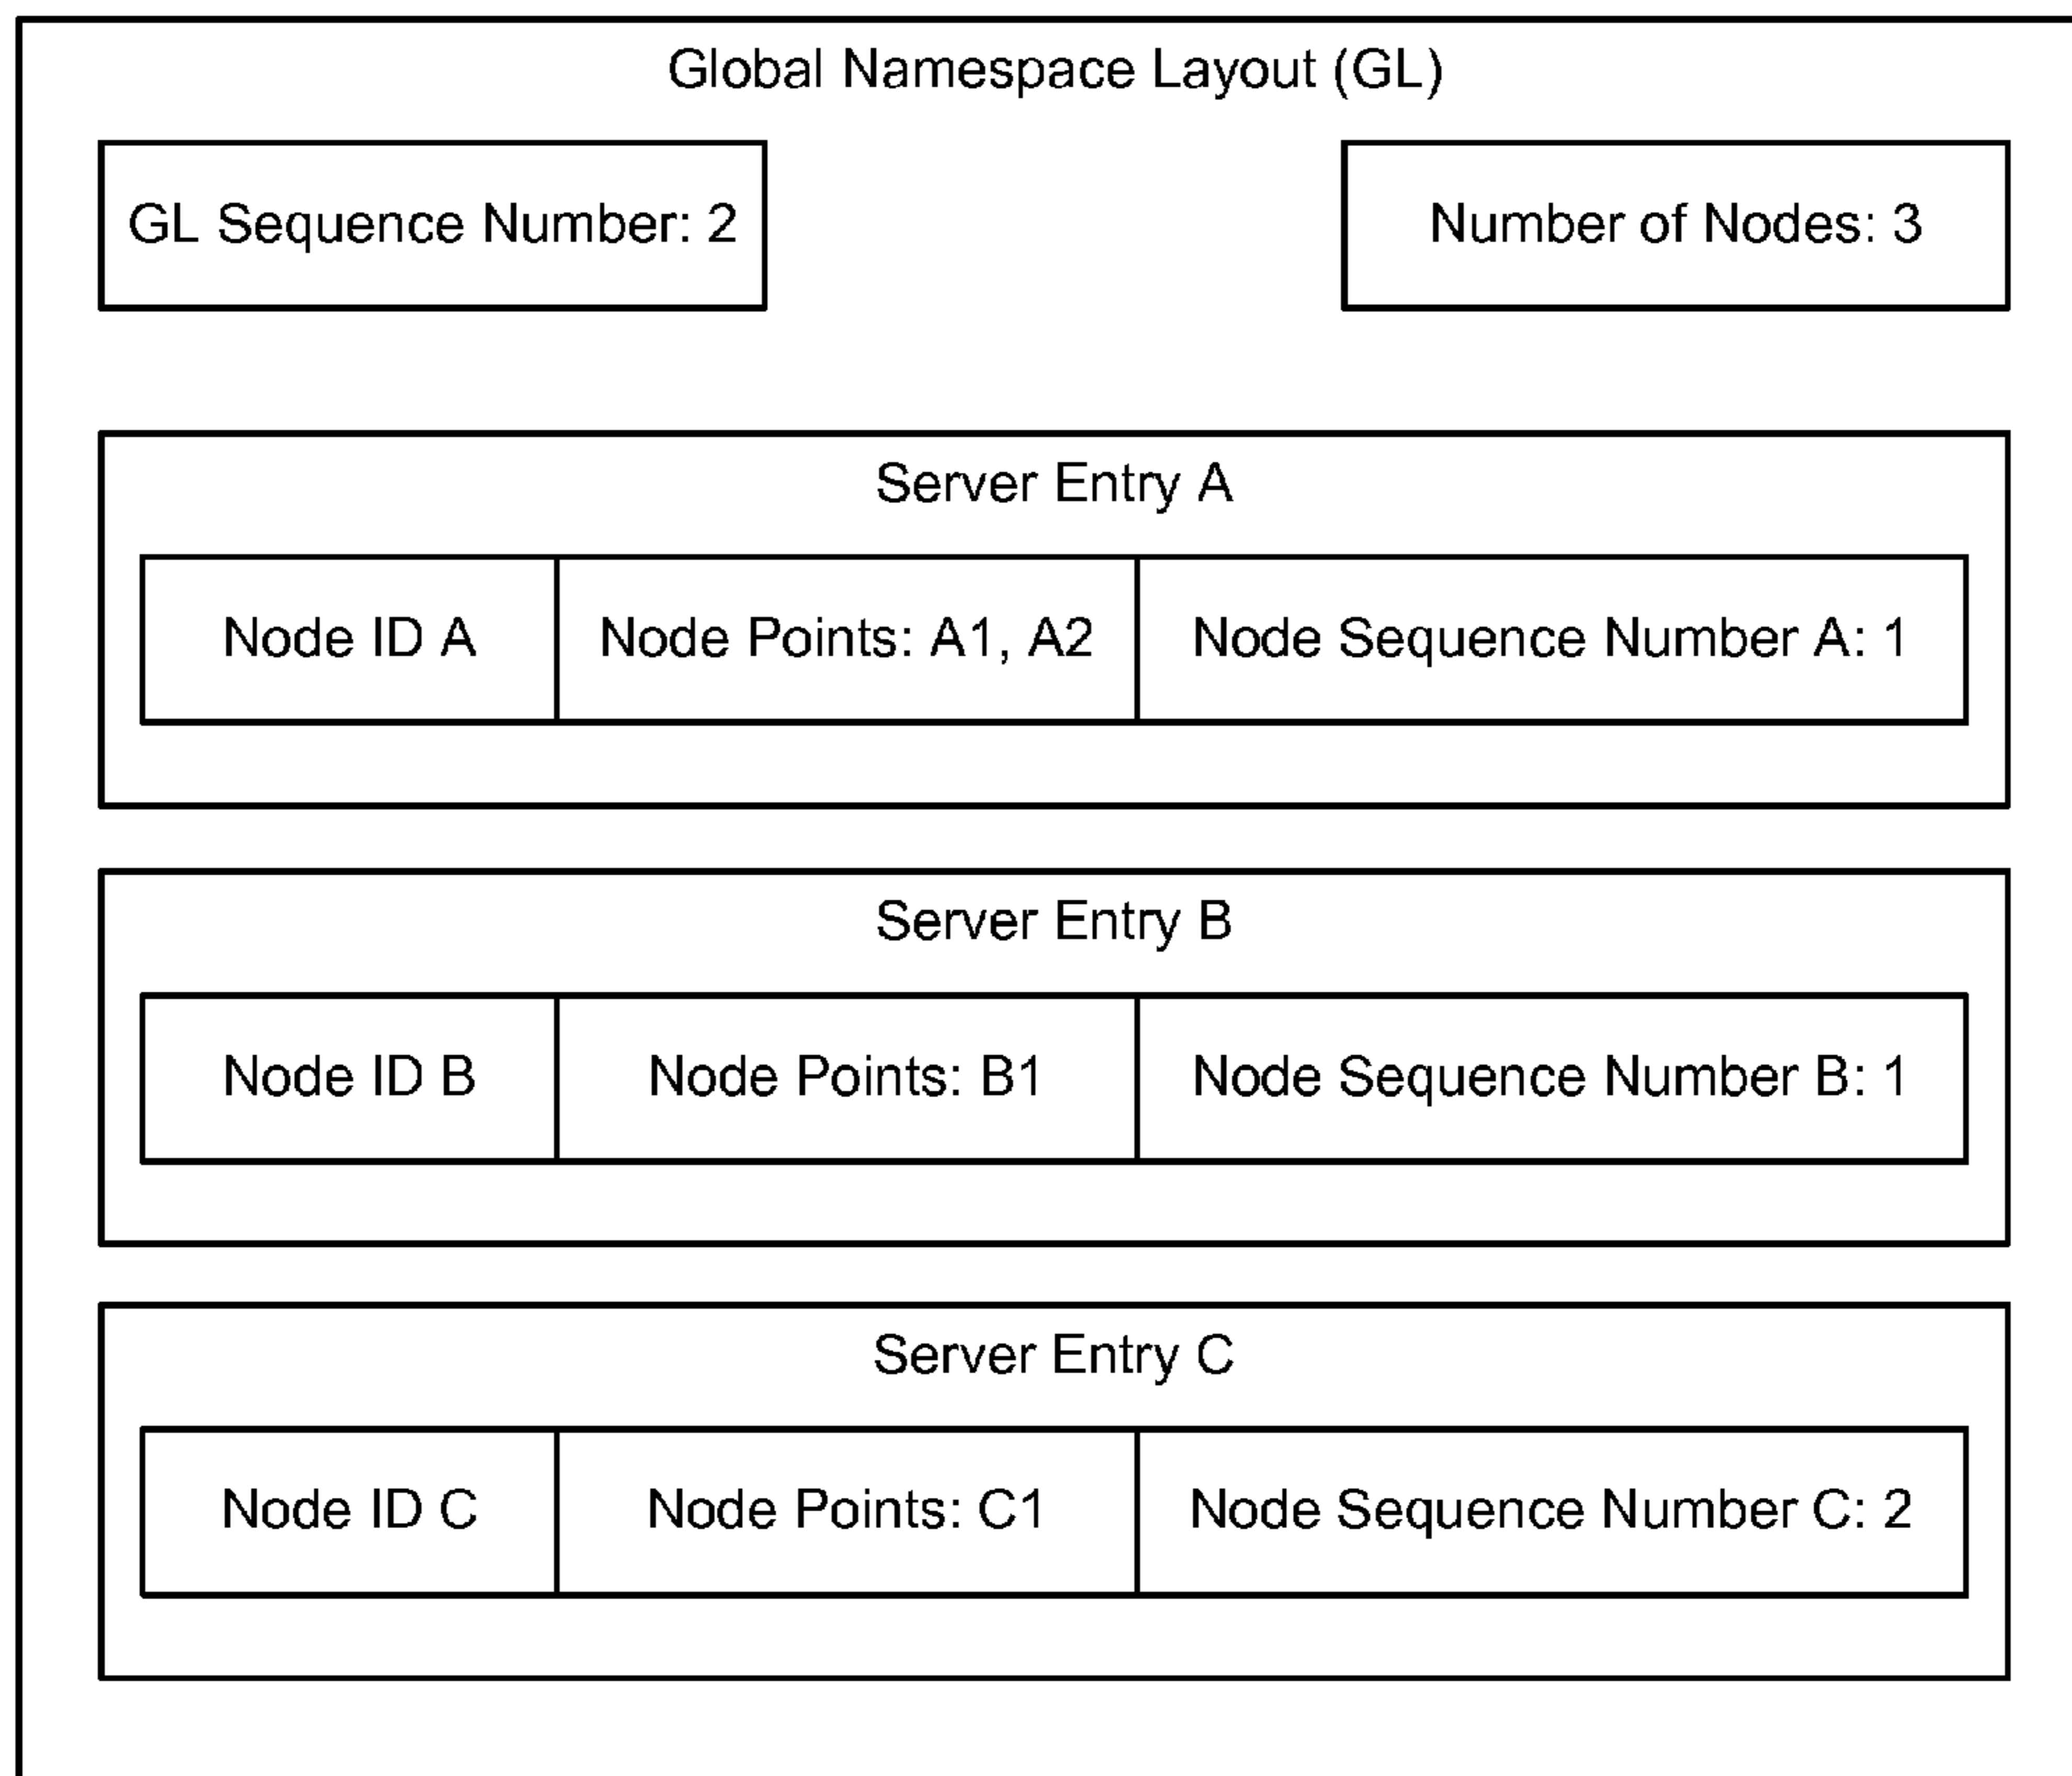 Global Namespace Layout (GL)
GL Sequence Number: 2
Number of Nodes: 3
Server Entry A
Node ID A
Node Points: A1, A2
Node Sequence Number A: 1
Server Entry B
Node ID B
Node Points: B1
Node Sequence Number B: 1
Server Entry C
Node ID C
Node Points: C1
Node Sequence Number C: 2